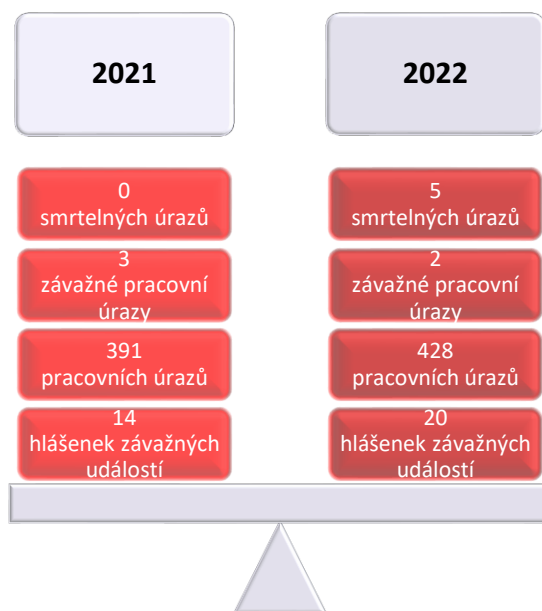 2021
0
smrtelných úrazů
3
závažné pracovní
úrazy
391
pracovních úrazů
14
hlášenek závažných
událostí
2022
5
smrtelných úrazů
2
závažné pracovní
úrazy
428
pracovních úrazů
20
hlášenek závažných
událostí